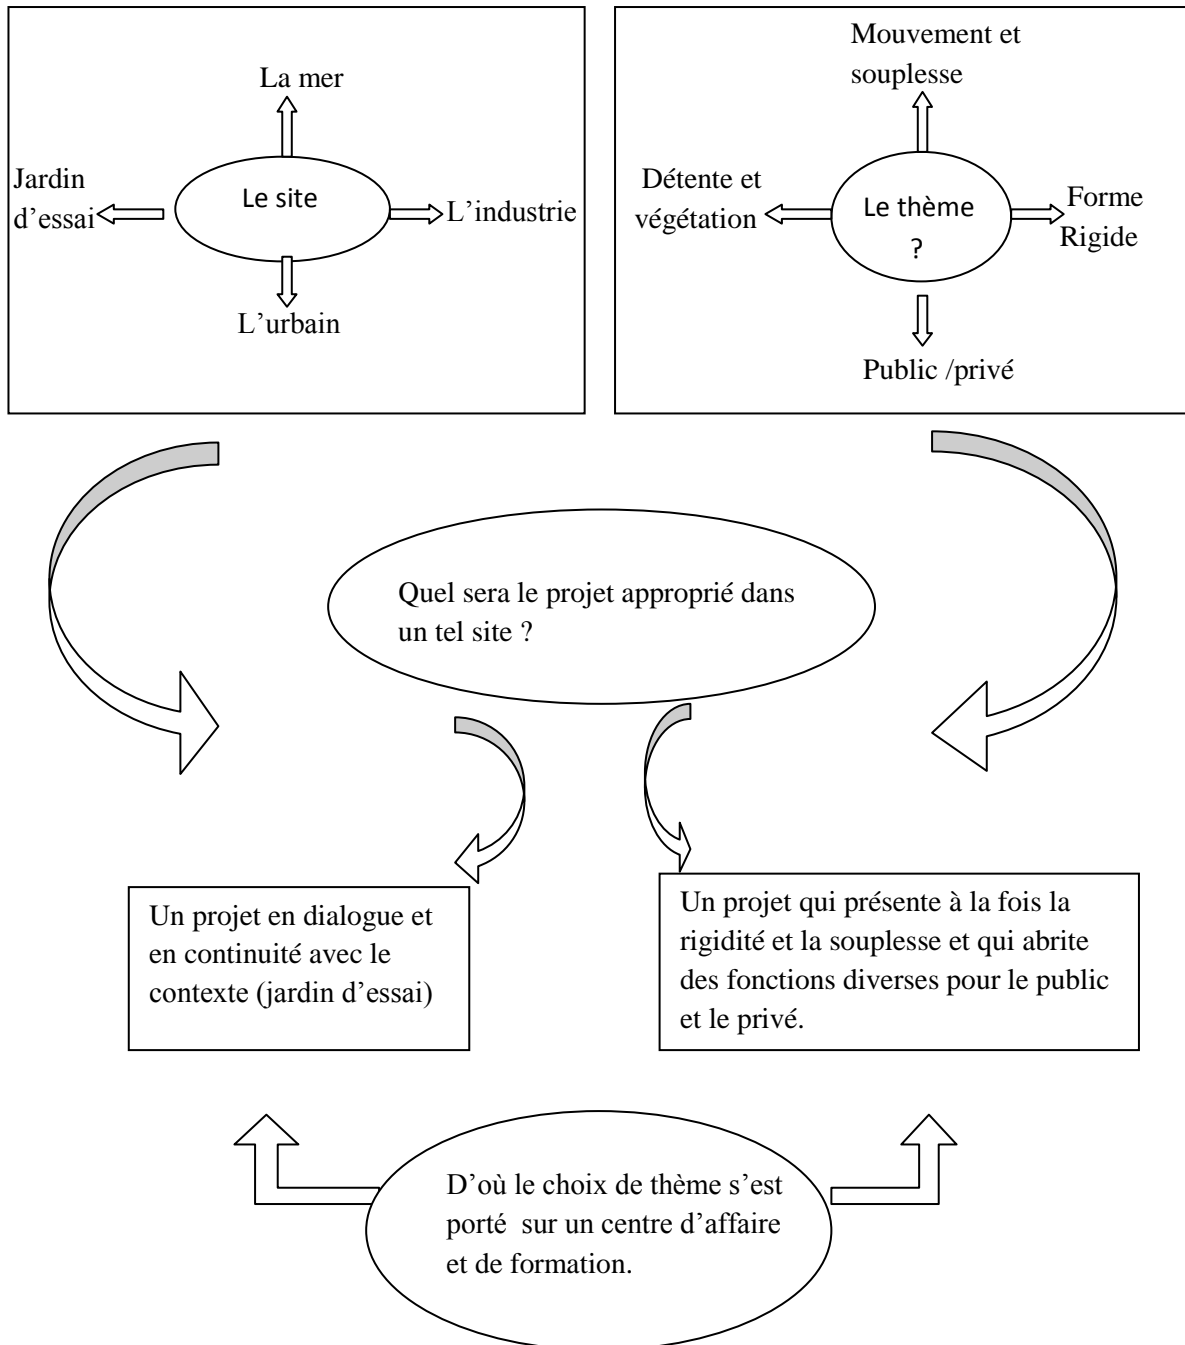 La mer
Jardin
d’essai
Le site
L’industrie
L’urbain
Mouvement et
souplesse
Détente et
végétation
Le thème
?
Forme
Rigide
Public /privé
Quel sera le projet approprié dans
un tel site ?
Un projet en dialogue et
en continuité avec le
contexte (jardin d’essai)
Un projet qui présente à la fois la
rigidité et la souplesse et qui abrite
des fonctions diverses pour le public
et le privé.
D’où le choix de thème s’est
porté  sur un centre d’affaire
et de formation.